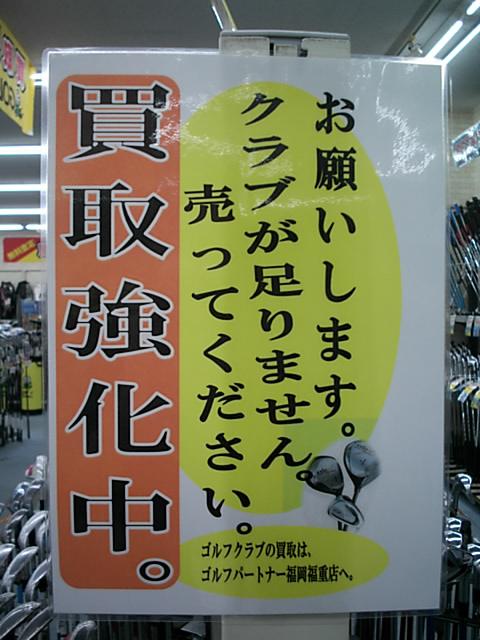 お願いします。
クラブが足りません。
売ってください。
買取強化中。
ゴルフクラブの買取は、
ゴルフパートナー福岡福重店へ。